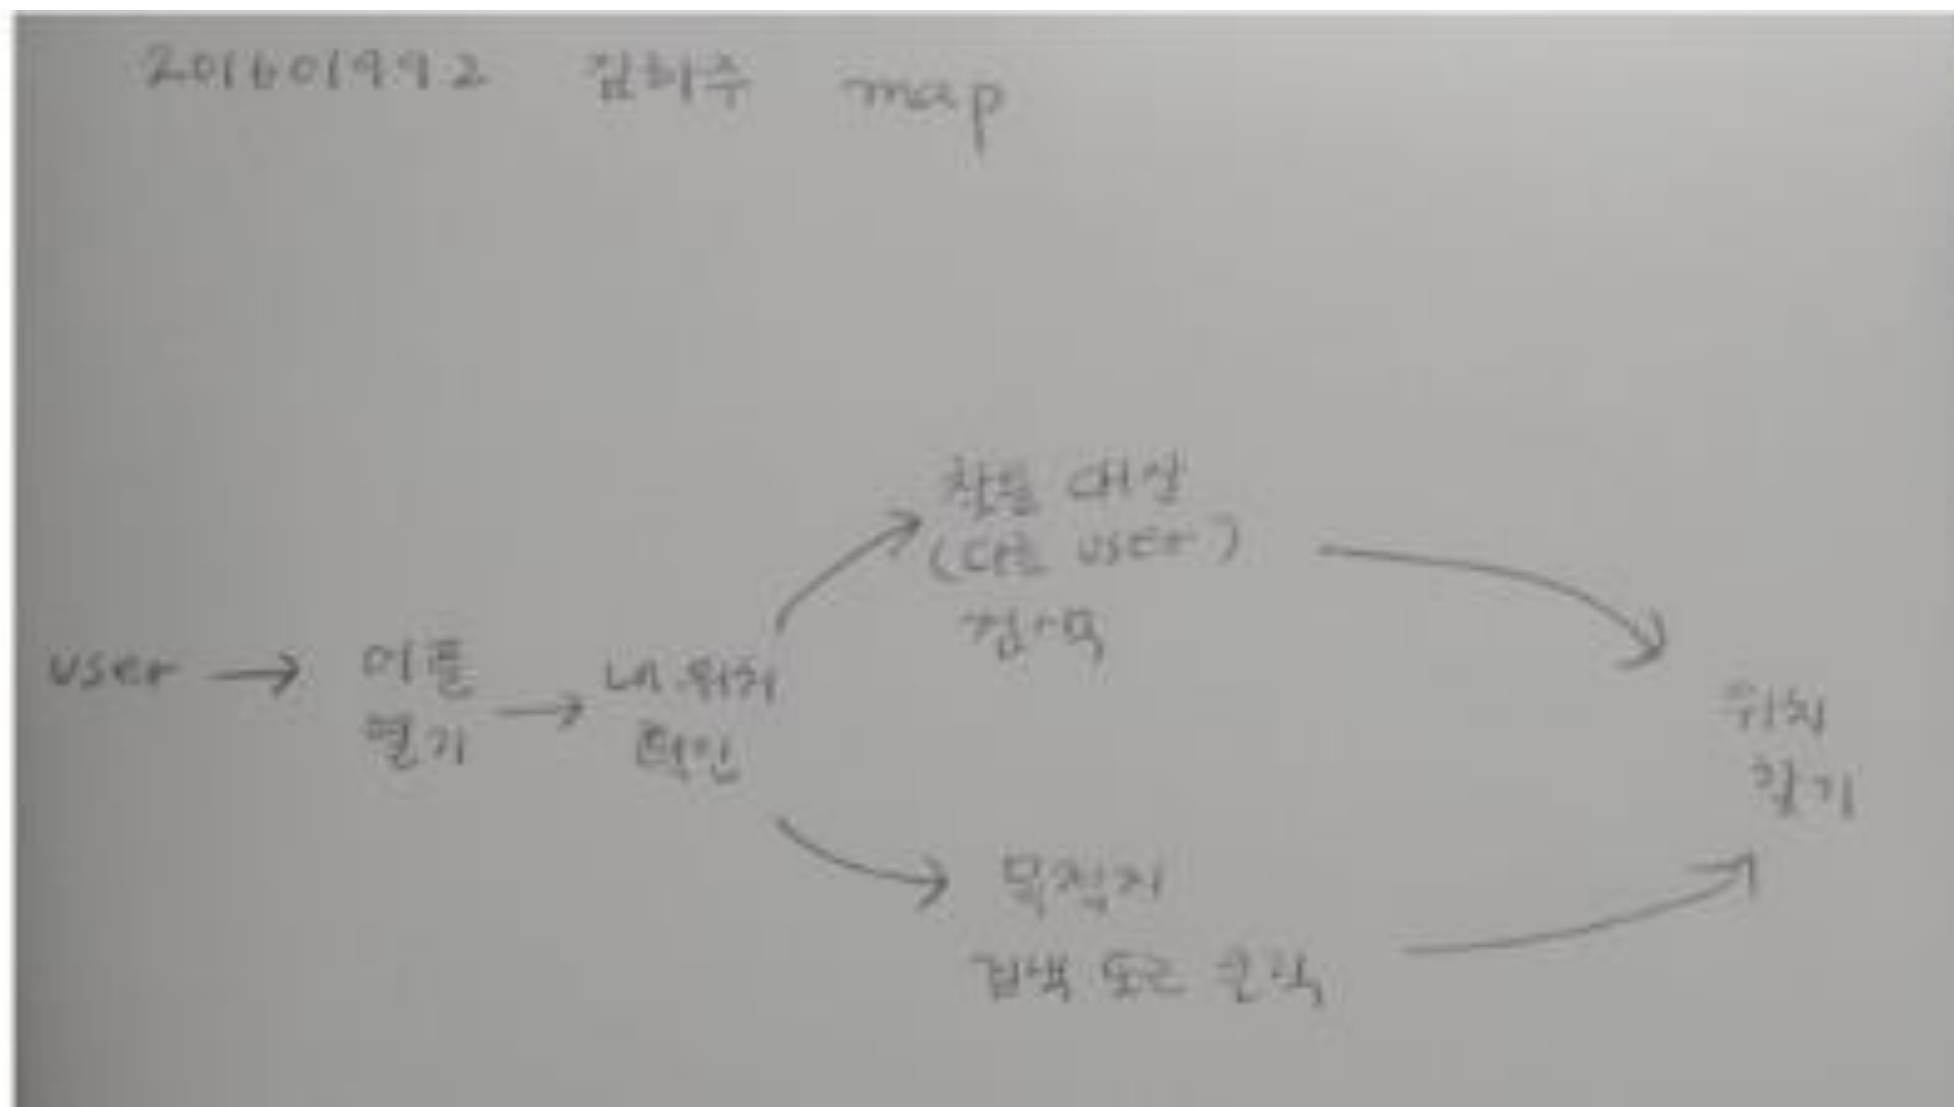 201601992 김희주 map
찾을 대상
(다른 user)
검색
user → 어플
열기 → 내 위치
확인
위치
찾기
목적지
검색 또는 클릭